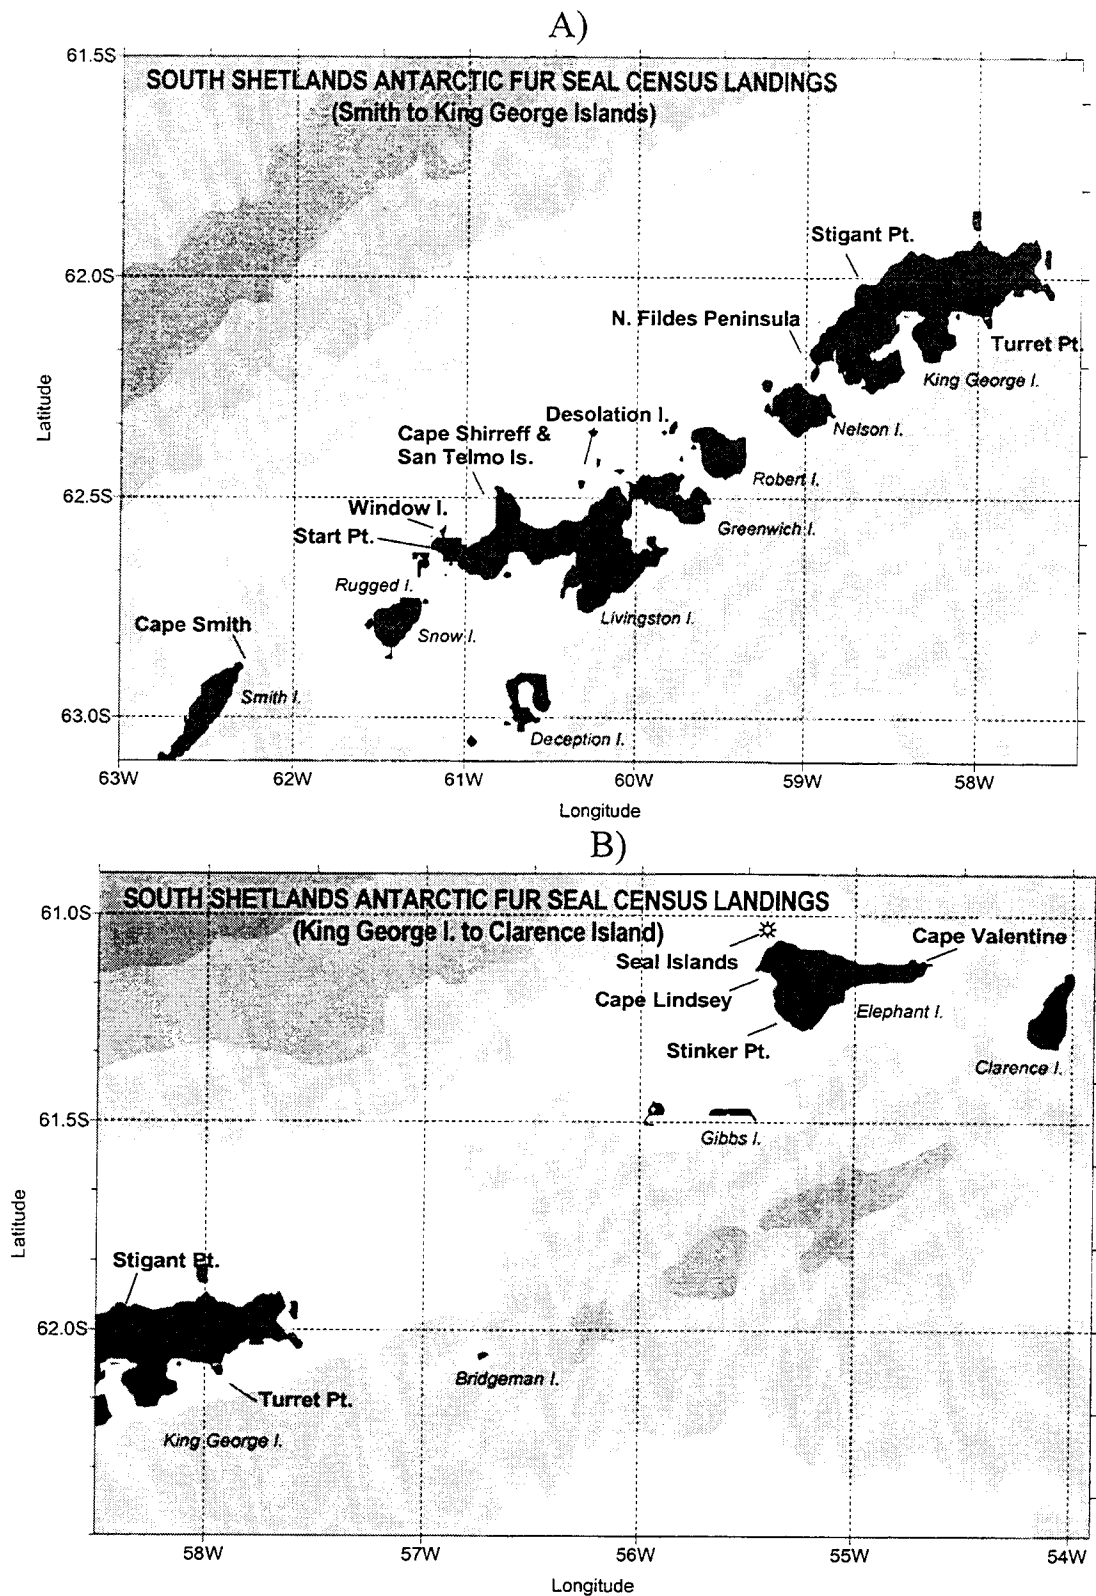 A)
61.5S
SOUTH SHETLANDS ANTARCTIC FUR SEAL CENSUS LANDINGS
(Smith to King George Islands)
Stigant Pt.
62.0S
N. Fildes Peninsula
Turret Pt.
King George I.
Latitude
Desolation I.
Nelson I.
Cape Shirreff &
San Telmo Is.
Robert I.
62.5S
Window I.
Greenwich I.
Start Pt.
Rugged I.
Livingston I.
Cape Smith
Snow I.
Smith I.
63.0S
Deception I.
63W
62W
61W
60W
59W
58W
Longitude
B)
SOUTH SHETLANDS ANTARCTIC FUR SEAL CENSUS LANDINGS
61.0S
(King George I. to Clarence Island)
Cape Valentine
Seal Islands
Cape Lindsey
Elephant I.
Stinker Pt.
Clarence I.
61.5S
Gibbs I.
Latitude
Stigant Pt.
62.0S
Bridgeman I.
Turret Pt.
King George I.
58W
57W
56W
55W
54W
Longitude